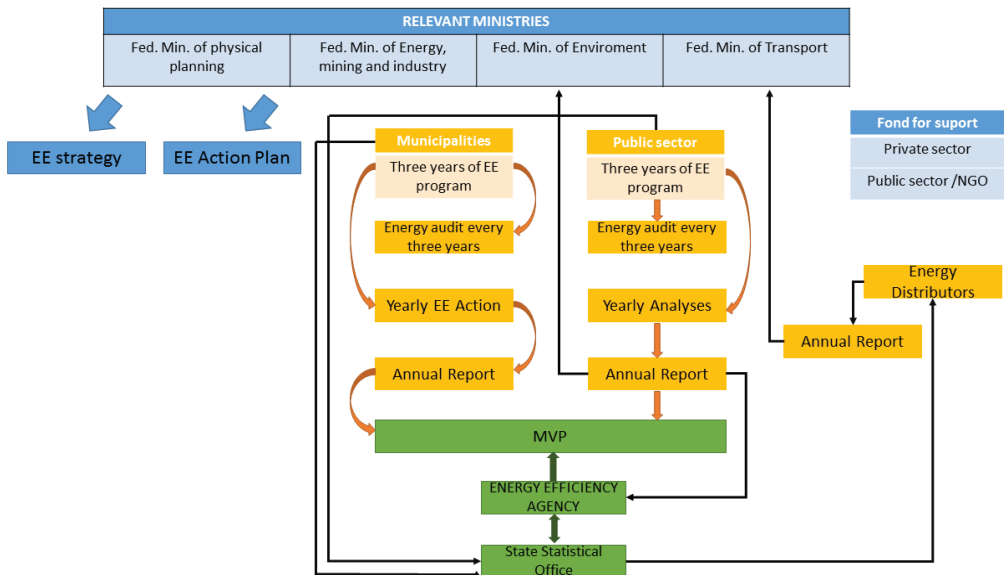 RELEVANT MINISTRIES
Fed. Min. of physical
planning
Fed. Min. of Energy,
mining and industry
Fed. Min. of Enviroment
Fed. Min. of Transport
EE strategy
EE Action Plan
Municipalities
Three years of EE
program
Energy audit every
three years
Yearly EE Action
Annual Report
Public sector
Three years of EE
program
Energy audit every
three years
Yearly Analyses
Annual Report
Fond for suport
Private sector
Public sector /NGO
Energy
Distributors
Annual Report
MVP
ENERGY EFFICIENCY
AGENCY
State Statistical
Office